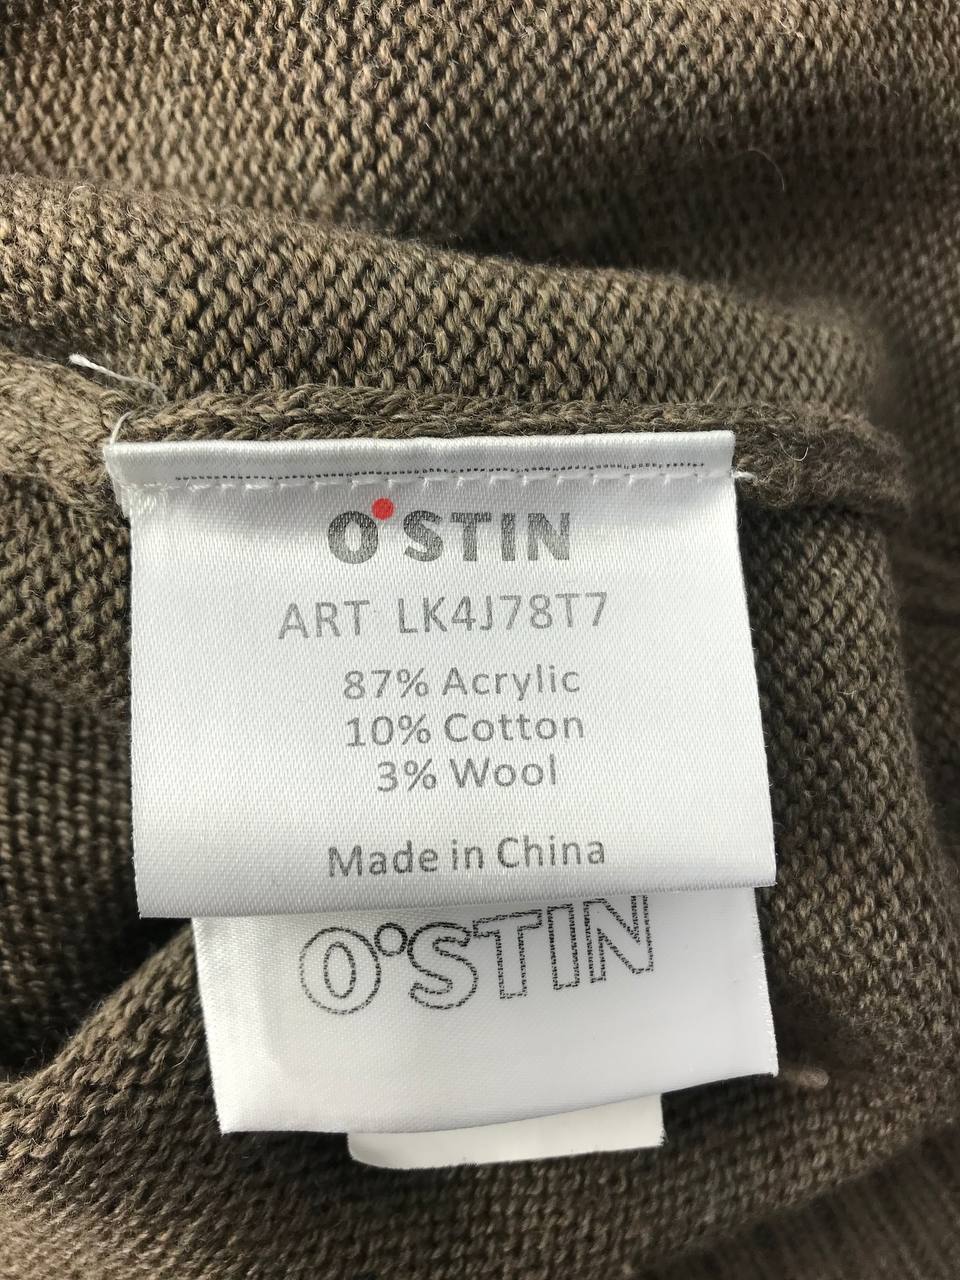 O'STIN
ART LK4J78T7
87% Acrylic
10% Cotton
3% Wool
Made in China
O'STIN